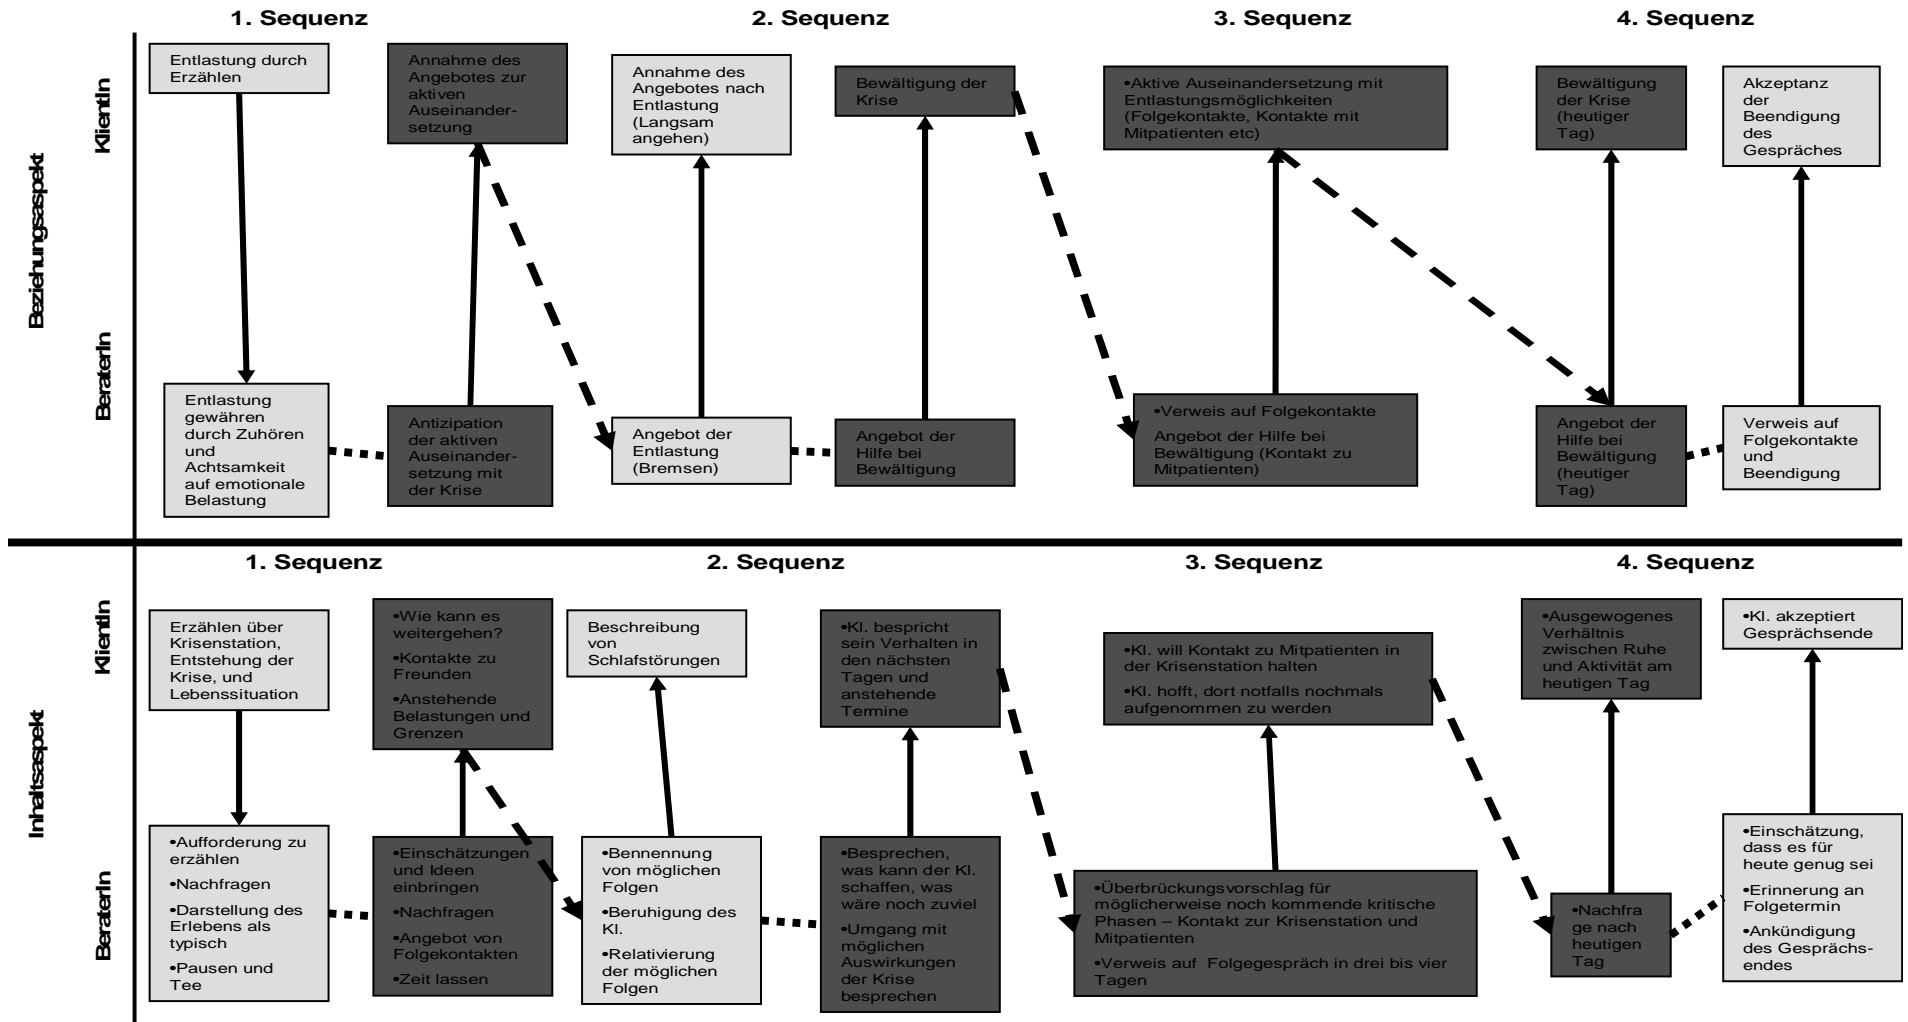 1. Sequenz
2. Sequenz
3. Sequenz
4. Sequenz
Beziehungsaspekt
KlientIn
Entlastung durch
Erzählen
Annahme des
Angebotes zur
aktiven
Auseinander-
setzung
Annahme des
Angebotes nach
Entlastung
(Langsam
angehen)
Bewältigung der
Krise
•Aktive Auseinandersetzung mit
Entlastungsmöglichkeiten
(Folgekontakte, Kontakte mit
Mitpatienten etc)
Bewältigung
der Krise
(heutiger
Tag)
Akzeptanz
der
Beendigung
des
Gespräches
BeraterIn
Entlastung
gewähren
durch Zuhören
und
Achtsamkeit
auf emotionale
Belastung
Antizipation
der aktiven
Auseinander-
setzung mit
der Krise
Angebot der
Entlastung
(Bremsen)
Angebot der
Hilfe bei
Bewältigung
•Verweis auf Folgekontakte
Angebot der Hilfe bei
Bewältigung (Kontakt zu
Mitpatienten)
Angebot der
Hilfe bei
Bewältigung
(heutiger
Tag)
Verweis auf
Folgekontakte
und
Beendigung
1. Sequenz
2. Sequenz
3. Sequenz
4. Sequenz
Inhaltsaspekt
KlientIn
Erzählen über
Krisenstation,
Entstehung der
Krise, und
Lebenssituation
•Wie kann es
weitergehen?
•Kontakte zu
Freunden
•Anstehende
Belastungen und
Grenzen
Beschreibung
von
Schlafstörungen
•Kl. bespricht
sein Verhalten in
den nächsten
Tagen und
anstehende
Termine
•Kl. will Kontakt zu Mitpatienten in
der Krisenstation halten
•Kl. hofft, dort notfalls nochmals
aufgenommen zu werden
•Ausgewogenes
Verhältnis
zwischen Ruhe
und Aktivität am
heutigen Tag
•Kl. akzeptiert
Gesprächsende
BeraterIn
•Aufforderung zu
erzählen
•Nachfragen
•Darstellung des
Erlebens als
typisch
•Pausen und
Tee
•Einschätzungen
und Ideen
einbringen
•Nachfragen
•Angebot von
Folgekontakten
•Zeit lassen
•Bennennung
von möglichen
Folgen
•Beruhigung des
Kl.
•Relativierung
der möglichen
Folgen
•Besprechen,
was kann der Kl.
schaffen, was
wäre noch zuviel
•Umgang mit
möglichen
Auswirkungen
der Krise
besprechen
•Überbrückungsvorschlag für
möglicherweise noch kommende kritische
Phasen – Kontakt zur Krisenstation und
Mitpatienten
•Verweis auf Folgegespräch in drei bis vier
Tagen
•Nachfra
ge nach
heutigen
Tag
•Einschätzung,
dass es für
heute genug sei
•Erinnerung an
Folgetermin
•Ankündigung
des Gesprächs-
endes